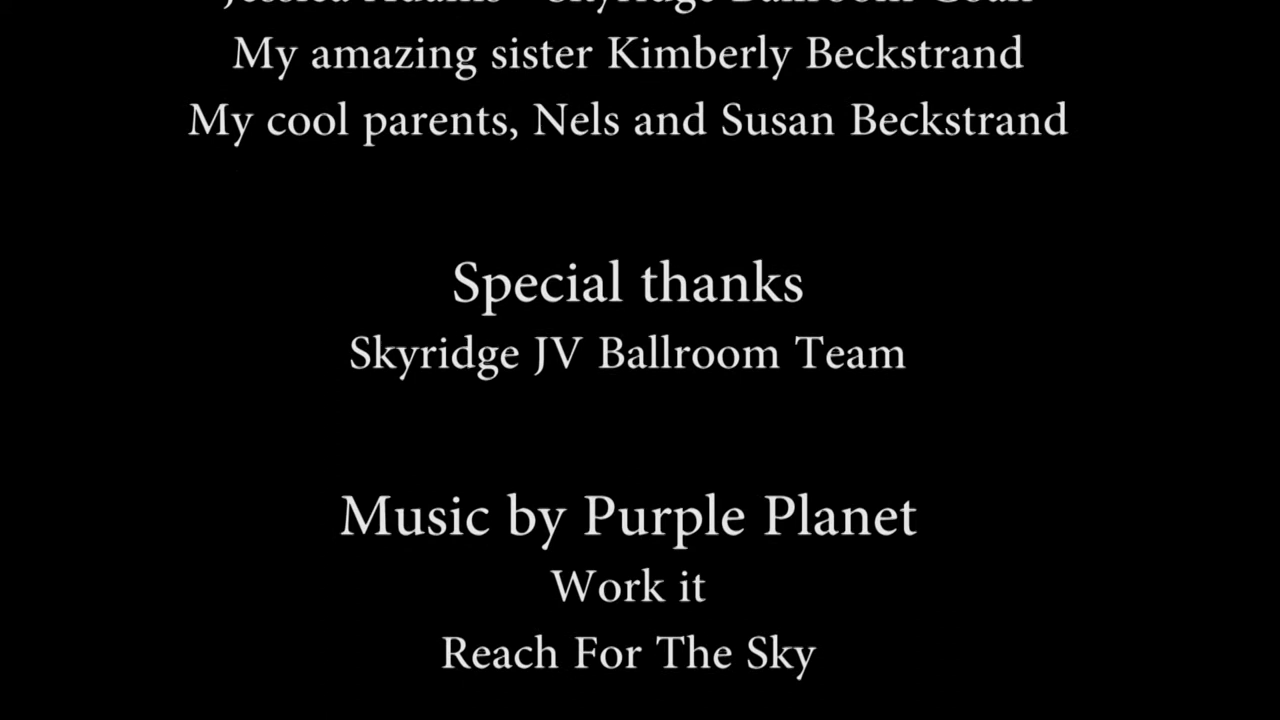 My amazing sister Kimberly Beckstrand
My cool parents, Nels and Susan Beckstrand
Special thanks
Skyridge JV Ballroom Team
Music by Purple Planet
Work it
Reach For The Sky